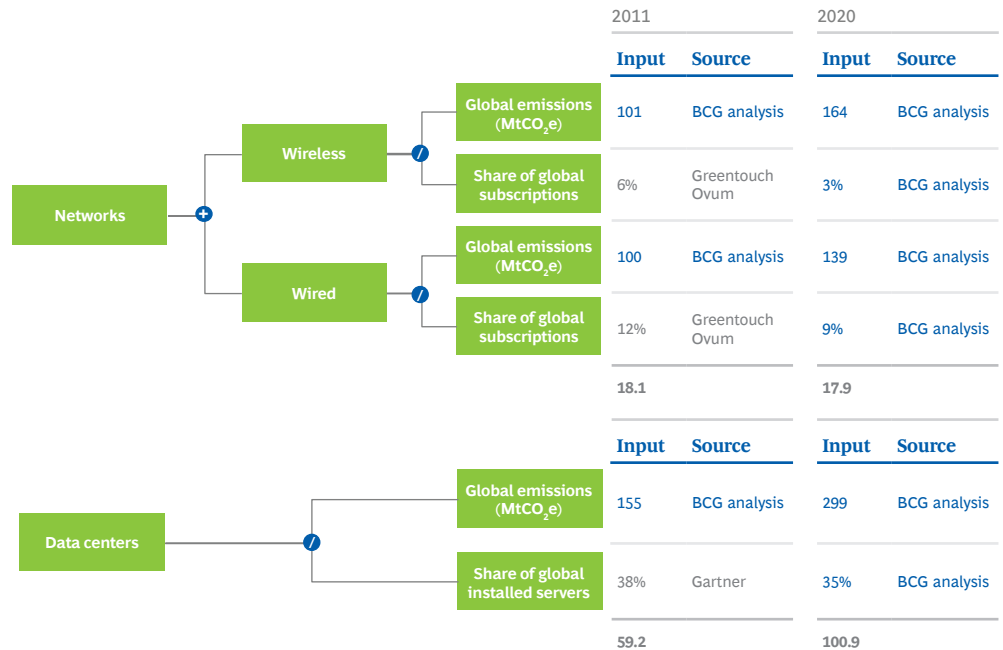 2011 2020
Input Source Input Source
Global emissions
(MtCO₂e)
101 BCG analysis 164 BCG analysis
Wireless
/
Share of global
subscriptions
6% Greentouch
Ovum
3% BCG analysis
Networks
+
Global emissions
(MtCO₂e)
100 BCG analysis 139 BCG analysis
Wired
/
Share of global
subscriptions
12% Greentouch
Ovum
9% BCG analysis
18.1 17.9
Input Source Input Source
Global emissions
(MtCO₂e)
155 BCG analysis 299 BCG analysis
Data centers
/
Share of global
installed servers
38% Gartner 35% BCG analysis
59.2 100.9